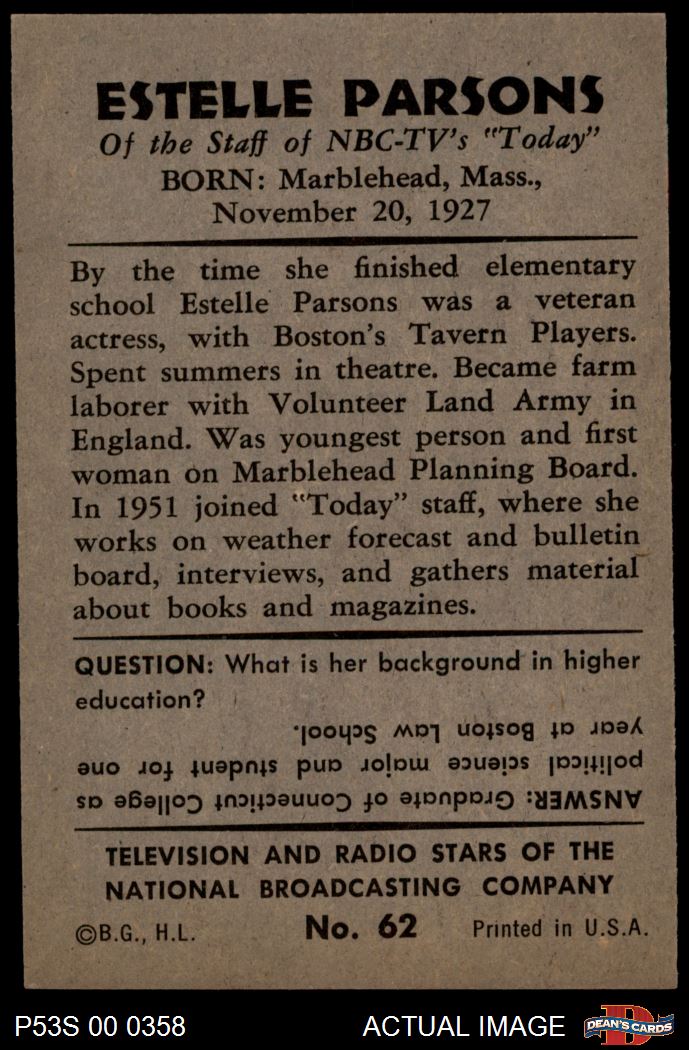 ESTELLE PARSONS
Of the Staff of NBC-TV's "Today"
BORN: Marblehead, Mass.,
November 20, 1927
By the time she finished elementary
school Estelle Parsons was a veteran
actress, with Boston's Tavern Players.
Spent summers in theatre. Became farm
laborer with Volunteer Land Army in
England. Was youngest person and first
woman on Marblehead Planning Board.
In 1951 joined "Today" staff, where she
works on weather forecast and bulletin
board, interviews, and gathers material
about books and magazines.
QUESTION: What is her background in higher
education?
ANSWER: Graduate of Connecticut College as
political science major and student for one
year at Boston Law School.
TELEVISION AND RADIO STARS OF THE
NATIONAL BROADCASTING COMPANY
©B.G., H.L. No. 62 Printed in U.S.A.
P53S 00 0358 ACTUAL IMAGE DEAN'S CARDS